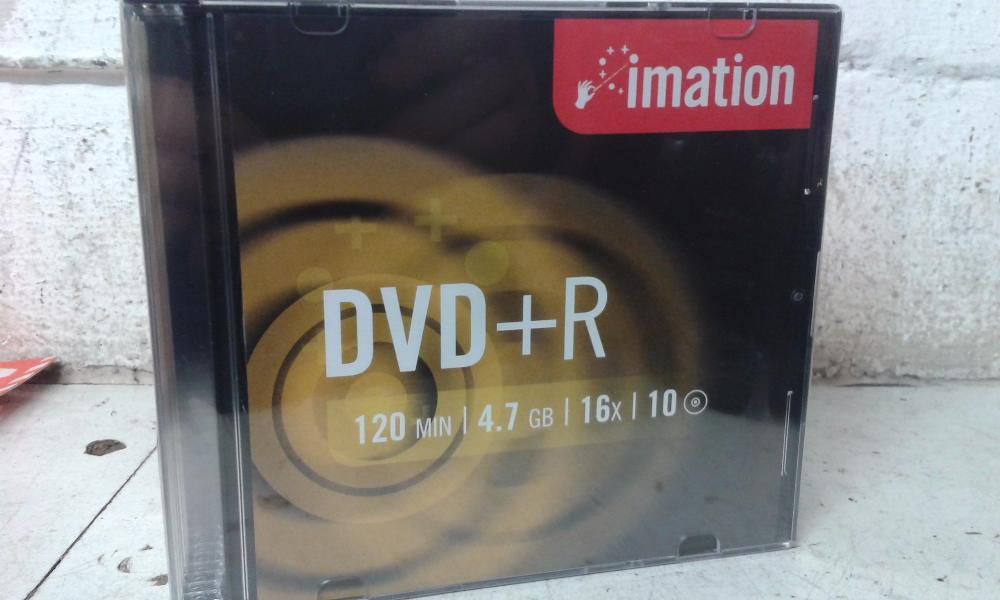 imation
DVD+R
120 MIN | 4.7 GB | 16x | 10